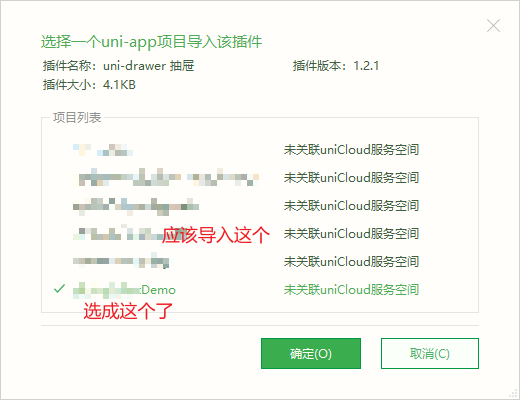 选择一个uni-app项目导入该插件
插件名称：uni-drawer 抽屉 插件版本：1.2.1
插件大小：4.1KB
项目列表
未关联uniCloud服务空间
未关联uniCloud服务空间
未关联uniCloud服务空间
应该导入这个 未关联uniCloud服务空间
未关联uniCloud服务空间
Demo 未关联uniCloud服务空间
选成这个了
确定(O) 取消(C)